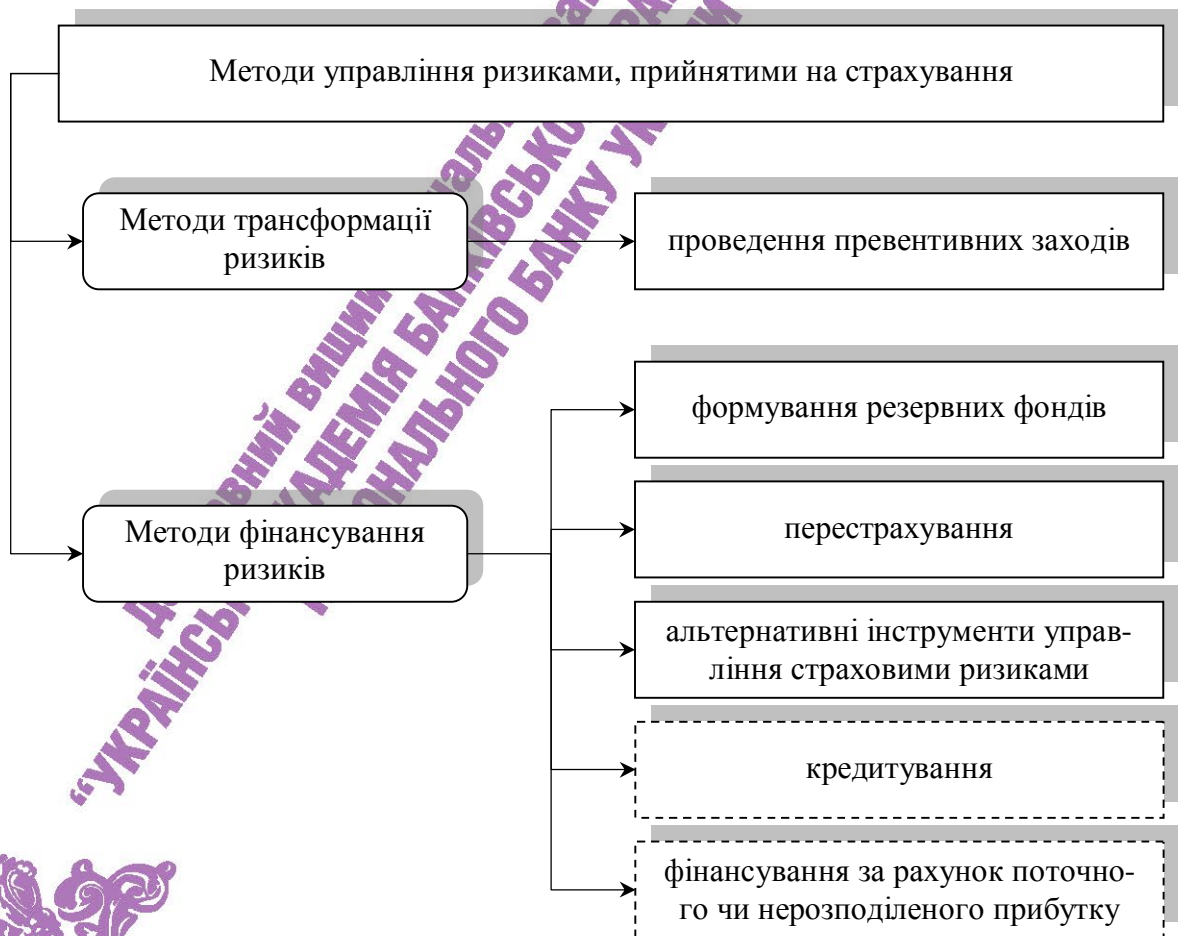 Методи управління ризиками, прийнятими на страхування
Методи трансформації
ризиків
проведення превентивних заходів
формування резервних фондів
перестрахування
Методи фінансування
ризиків
альтернативні інструменти управ-
ління страховими ризиками
кредитування
фінансування за рахунок поточно-
го чи нерозподіленого прибутку